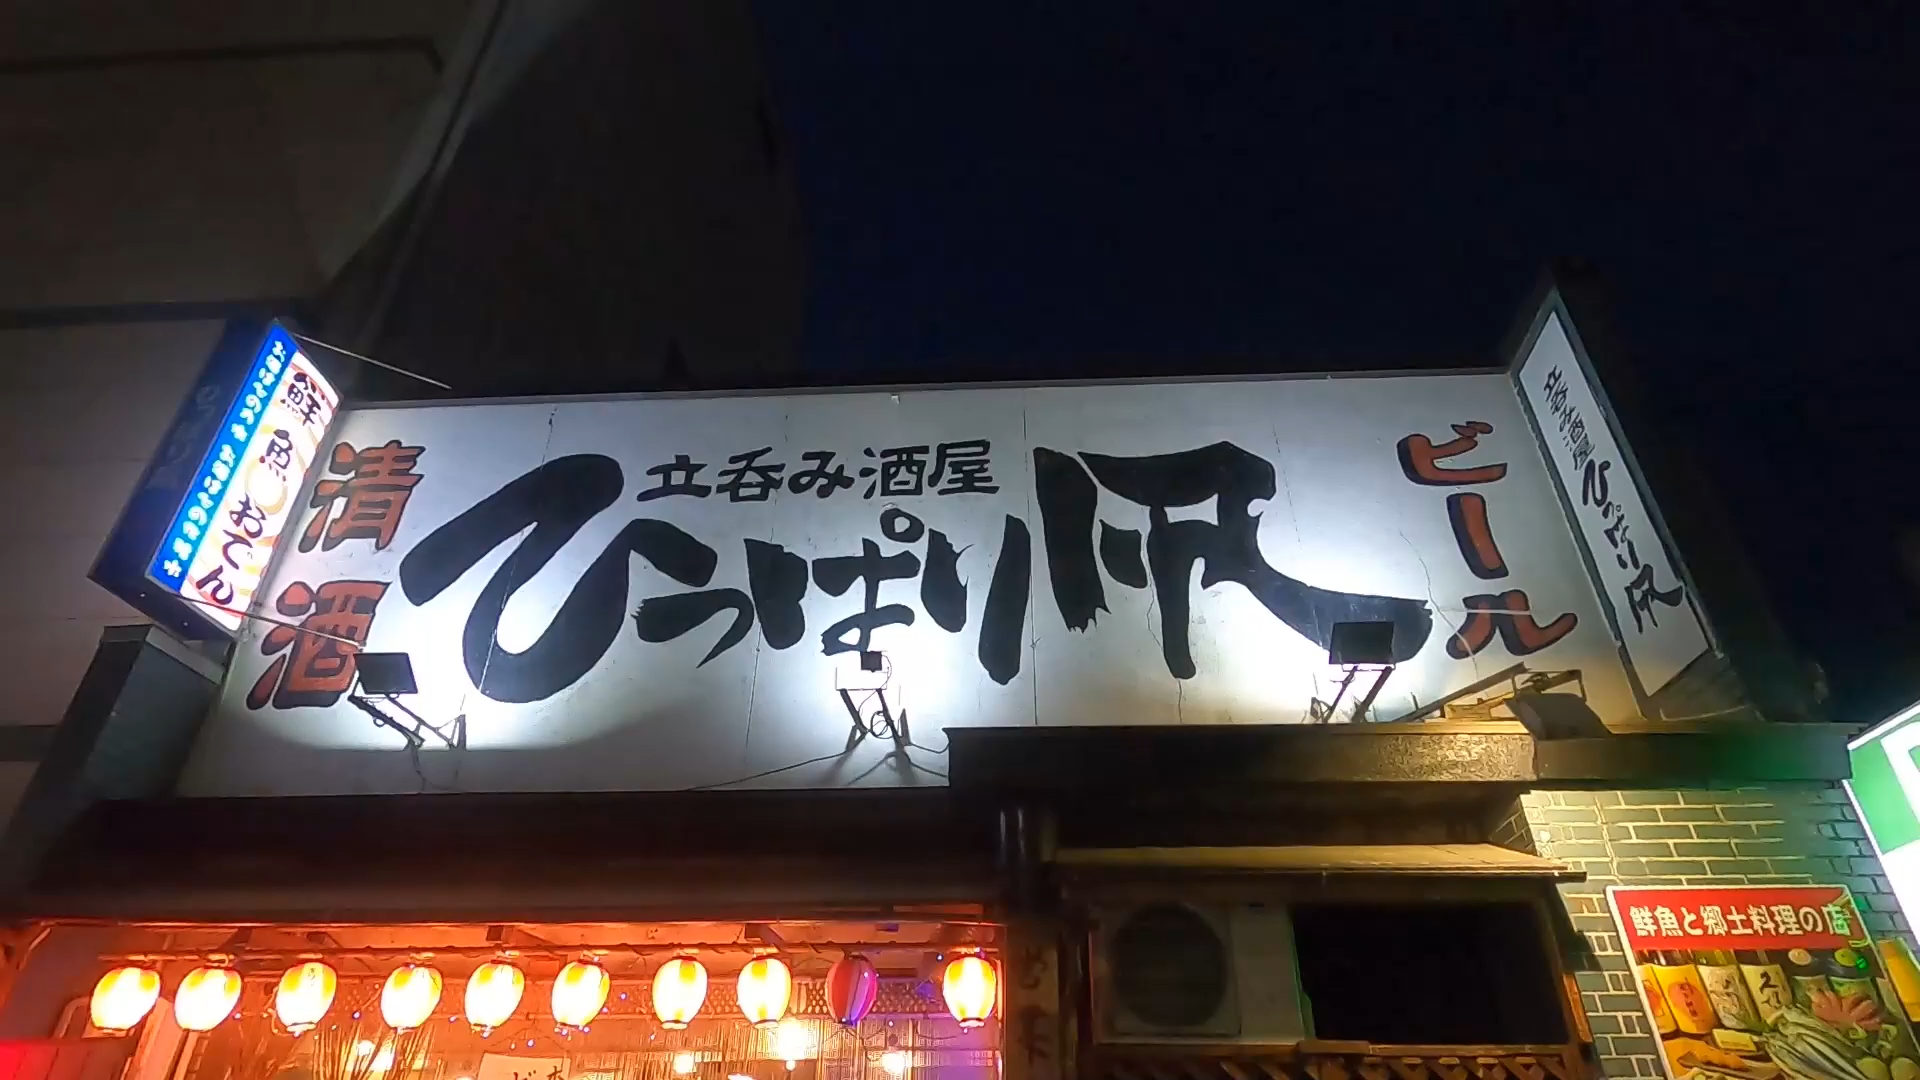 鮮魚おでん
清酒
立呑み酒屋
ひっぱり凧
ビール
立呑み酒屋 ひっぱり凧
鮮魚と郷土料理の店